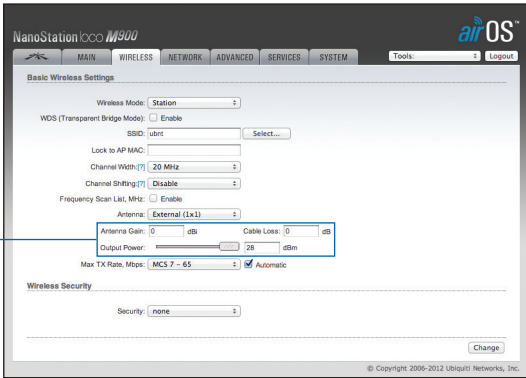 NanoStation loco M900
airOS
MAIN WIRELESS NETWORK ADVANCED SERVICES SYSTEM Tools: Logout
Basic Wireless Settings
Wireless Mode: Station
WDS (Transparent Bridge Mode): Enable
SSID: ubnt Select...
Lock to AP MAC:
Channel Width:[?] 20 MHz
Channel Shifting:[?] Disable
Frequency Scan List, MHz: Enable
Antenna: External (1x1)
Antenna Gain: 0 dBi Cable Loss: 0 dB
Output Power: 28 dBm
Max TX Rate, Mbps: MCS 7 – 65 Automatic
Wireless Security
Security: none
Change
© Copyright 2006-2012 Ubiquiti Networks, Inc.